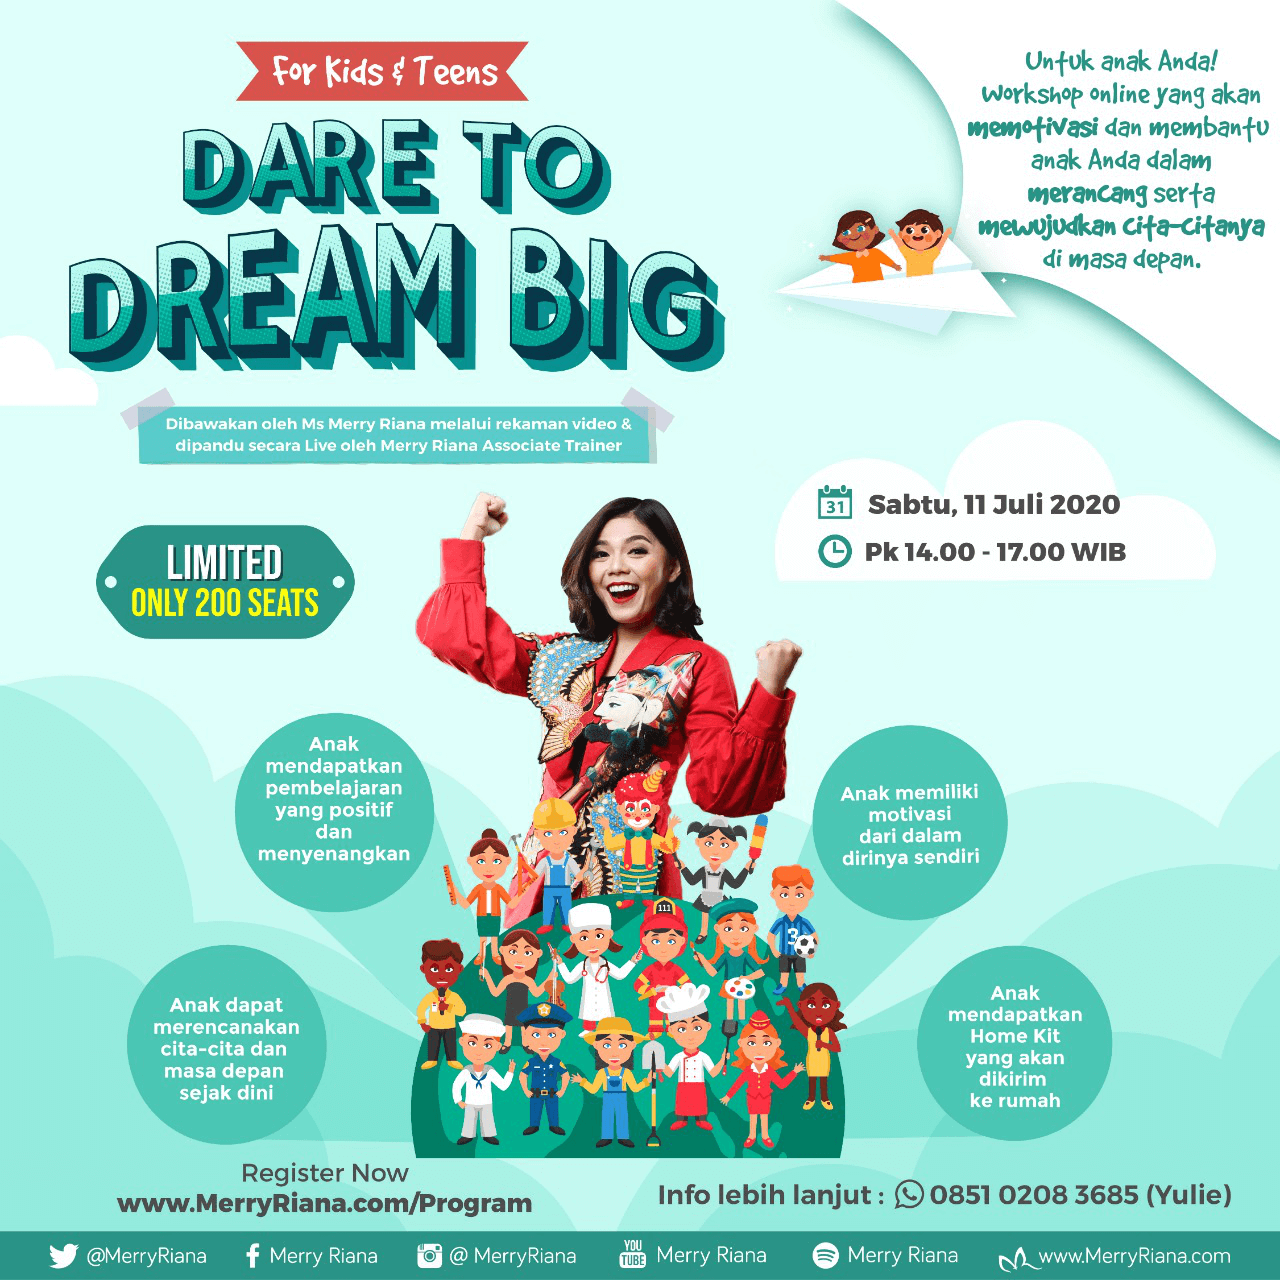 For Kids & Teens
DARE TO
DREAM BIG
Untuk anak Anda!
Workshop online yang akan
memotivasi dan membantu
anak Anda dalam
merancang serta
mewujudkan cita-citanya
di masa depan.
Dibawakan oleh Ms Merry Riana melalui rekaman video &
dipandu secara Live oleh Merry Riana Associate Trainer
31 Sabtu, 11 Juli 2020
Pk 14.00 - 17.00 WIB
LIMITED
ONLY 200 SEATS
Anak
mendapatkan
pembelajaran
yang positif
dan
menyenangkan
Anak memiliki
motivasi
dari dalam
dirinya sendiri
111
3
Anak dapat
merencanakan
cita-cita dan
masa depan
sejak dini
Anak
mendapatkan
Home Kit
yang akan
dikirim
ke rumah
Register Now
www.MerryRiana.com/Program
Info lebih lanjut : 0851 0208 3685 (Yulie)
@MerryRiana Merry Riana @ MerryRiana YOU TUBE Merry Riana Merry Riana www.MerryRiana.com